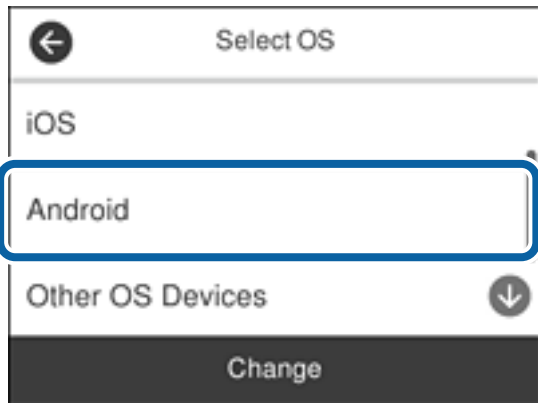 Select OS
iOS
Android
Other OS Devices
Change